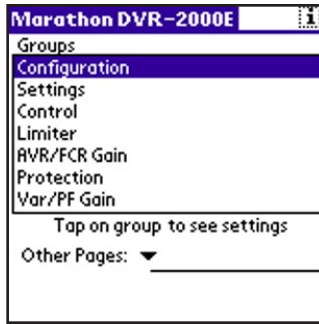 Marathon DVR-2000E i
Groups
Configuration
Settings
Control
Limiter
AVR/FCR Gain
Protection
Var/PF Gain
Tap on group to see settings
Other Pages: